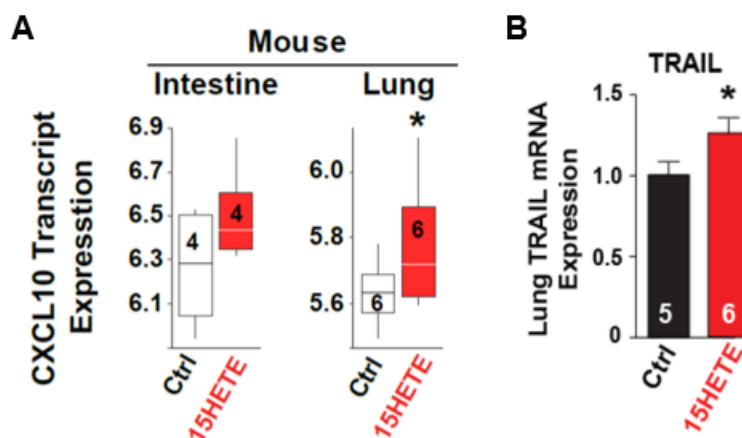 A
Mouse
Intestine
Lung
CXCL10 Transcript
Expresstion
6.9
6.7
6.5
6.3
6.1
4
4
Ctrl
15HETE
6.0
5.8
5.6
*
6
6
Ctrl
15HETE
B
TRAIL
Lung TRAIL mRNA
Expression
1.5
1.0
0.5
0
*
5
6
Ctrl
15HETE